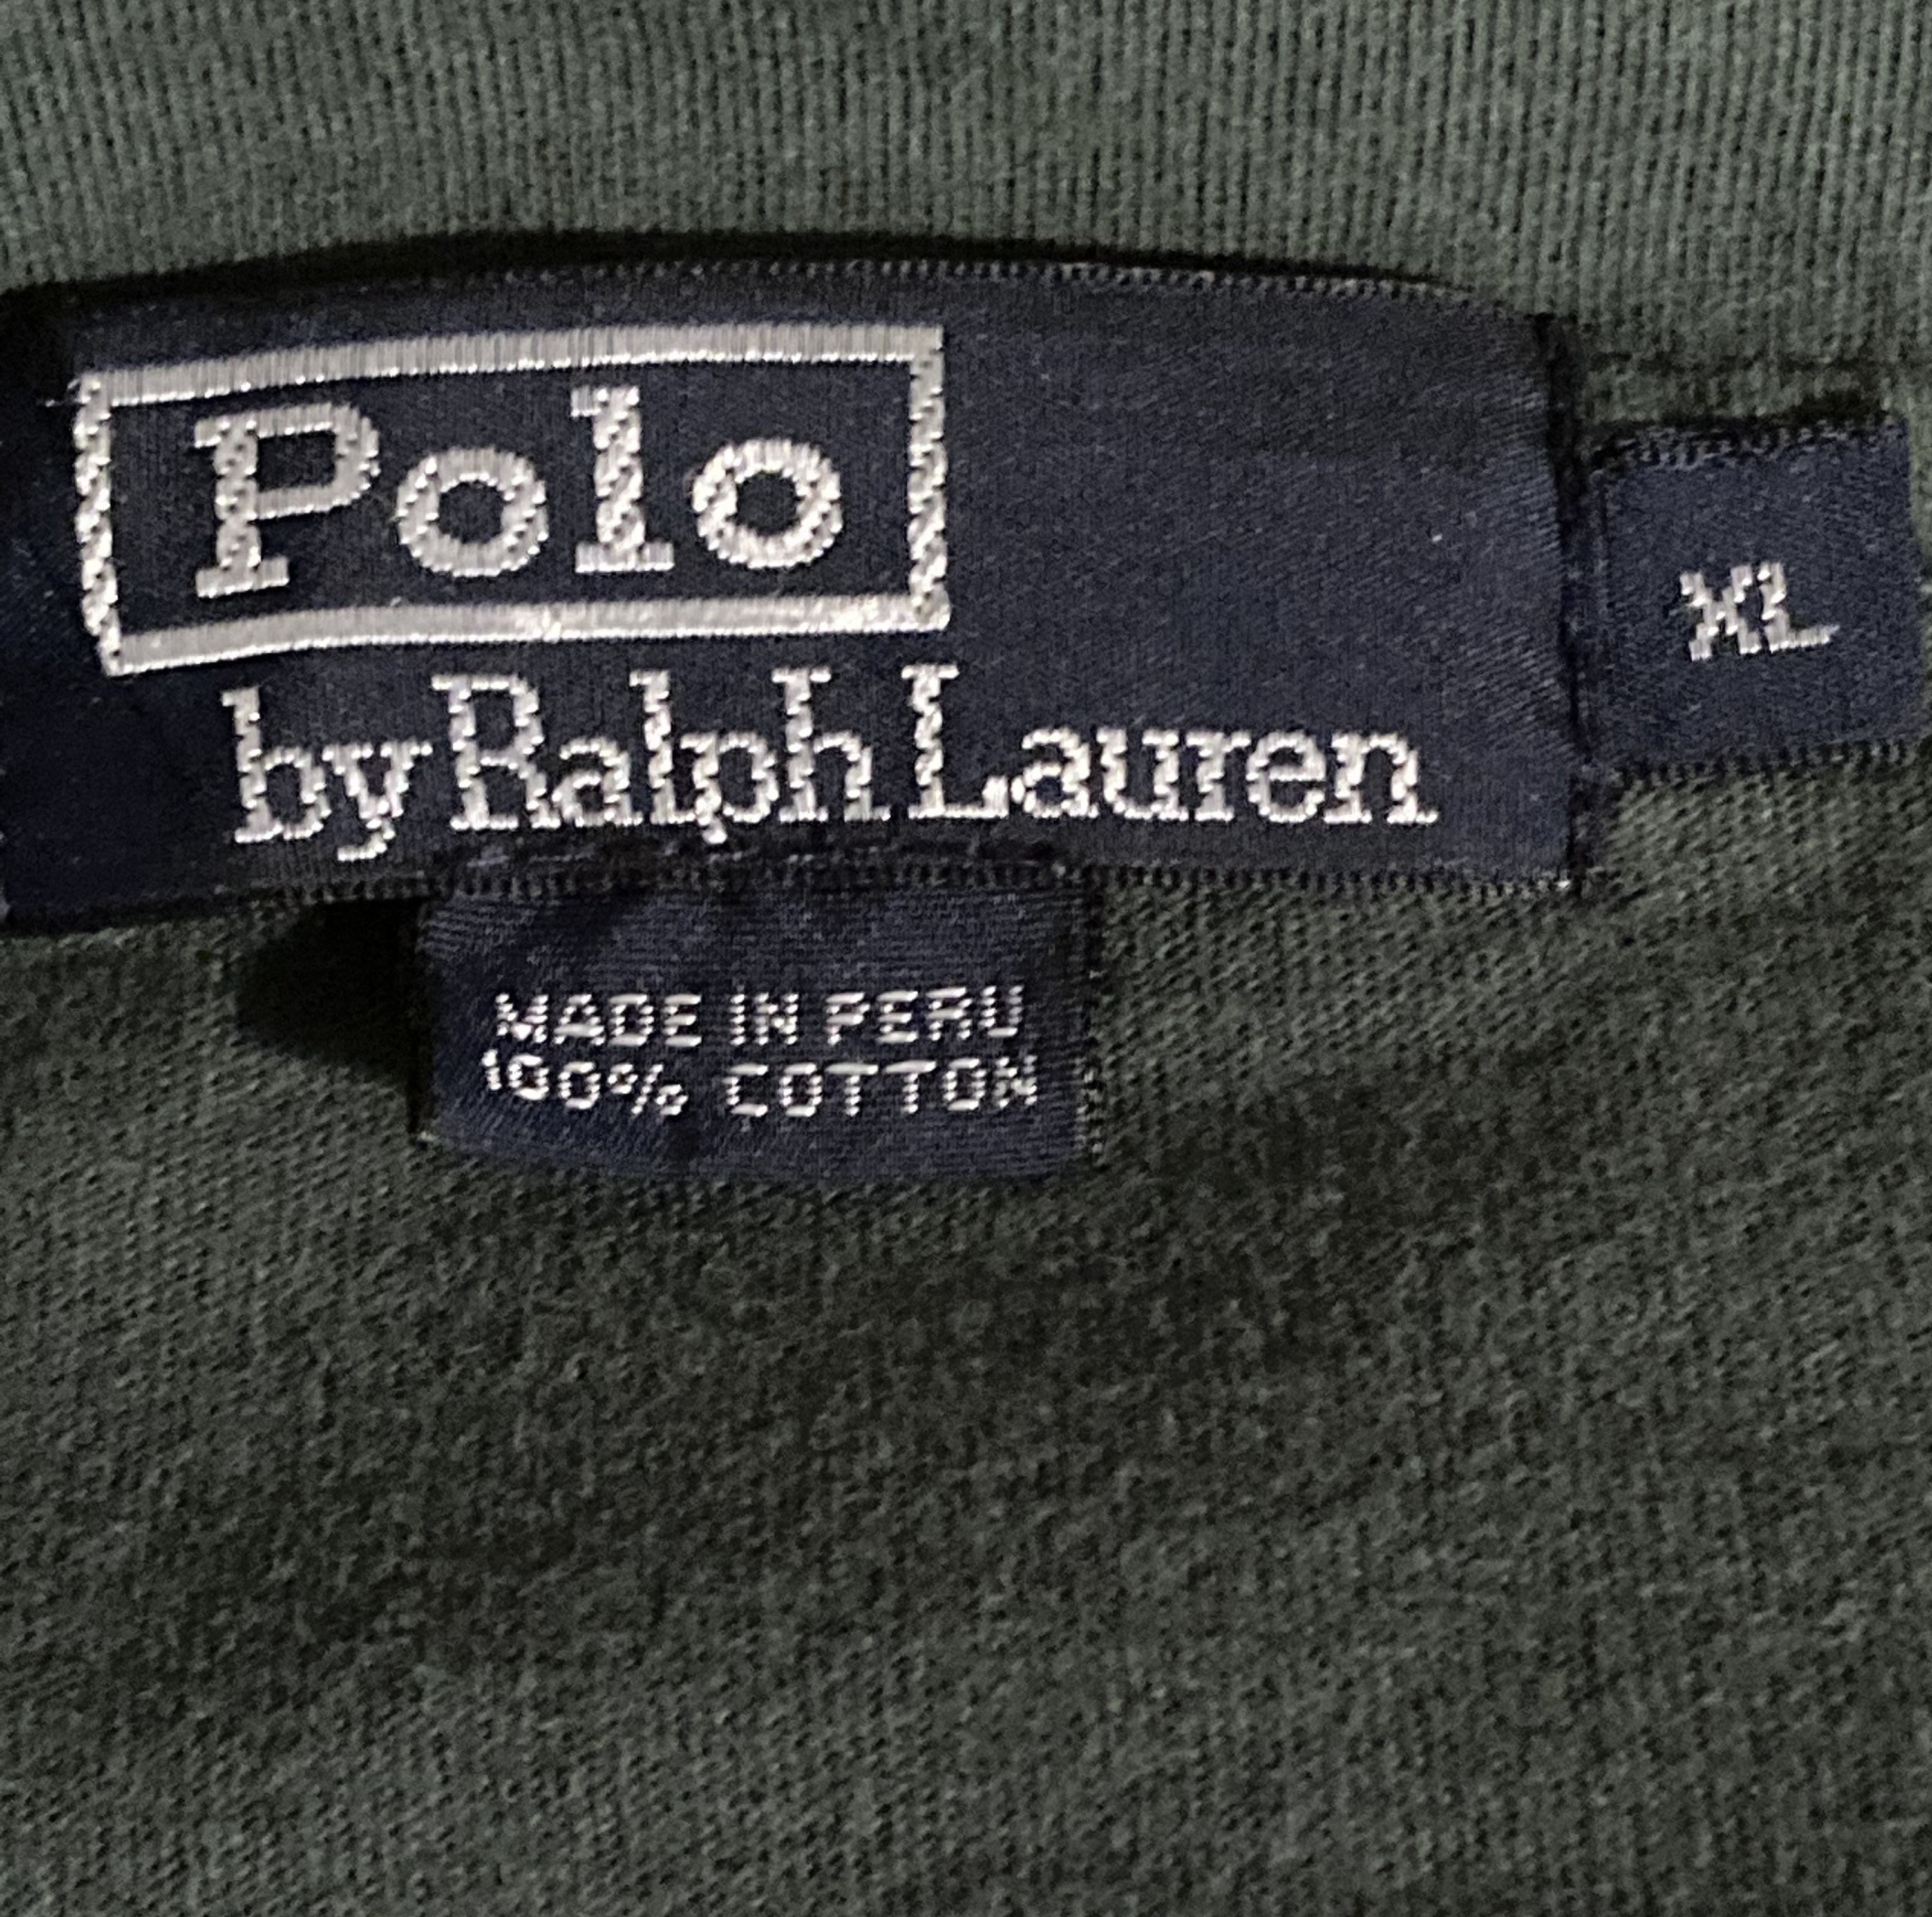 Polo
by Ralph Lauren
XL
MADE IN PERU
100% COTTON